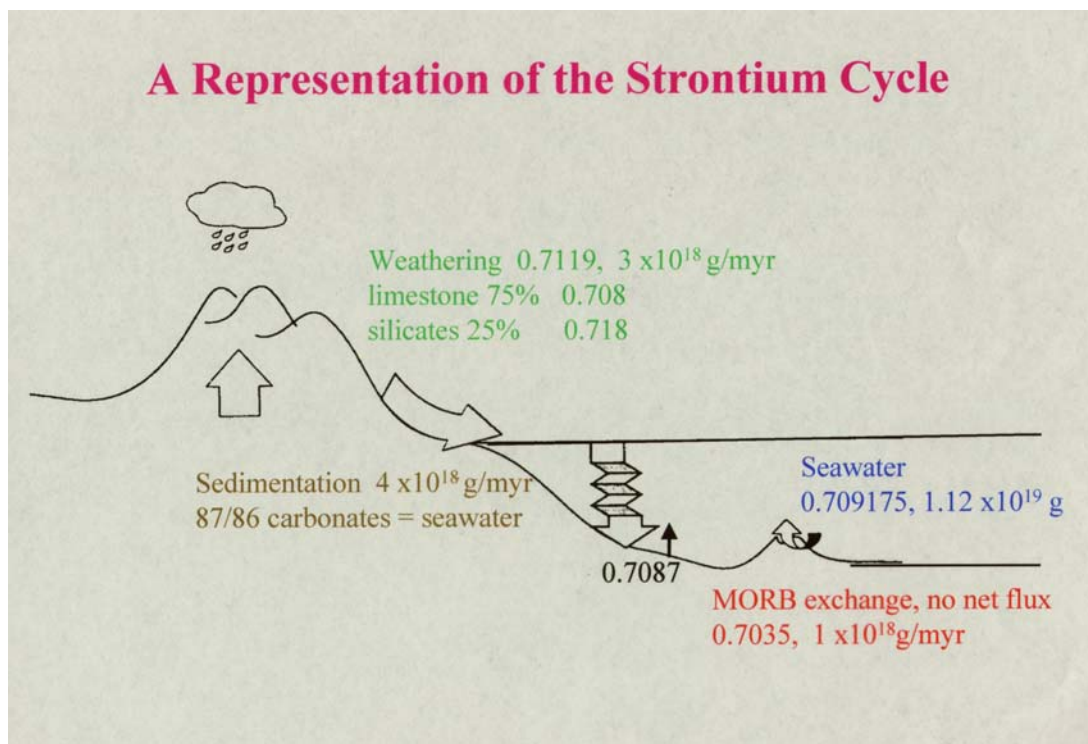 A Representation of the Strontium Cycle
Weathering 0.7119, 3 x10¹⁸ g/myr
limestone 75% 0.708
silicates 25% 0.718
Sedimentation 4 x10¹⁸ g/myr
87/86 carbonates = seawater
Seawater
0.709175, 1.12 x10¹⁹ g
0.7087
MORB exchange, no net flux
0.7035, 1 x10¹⁸g/myr